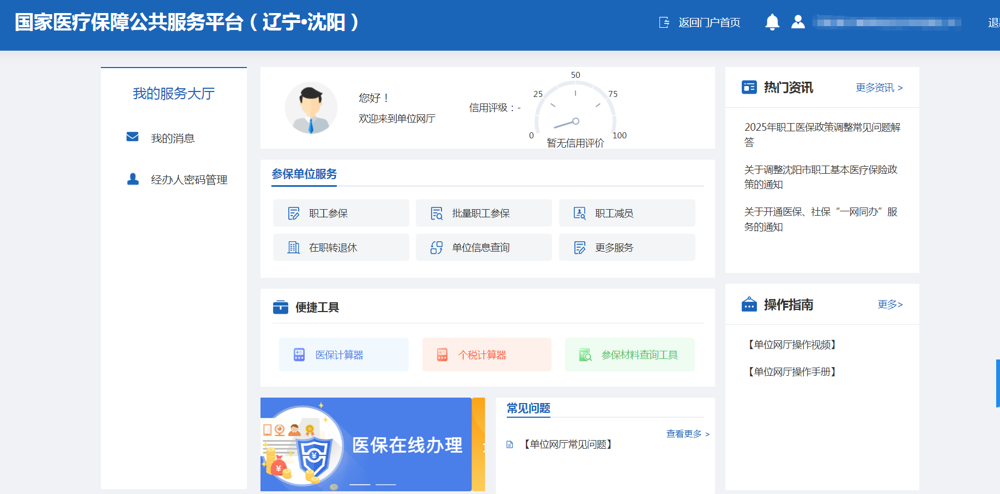 国家医疗保障公共服务平台（辽宁•沈阳）
返回门户首页
退
我的服务大厅
我的消息
经办人密码管理
您好！
欢迎来到单位网厅
信用评级：-
0
25
50
75
100
暂无信用评价
参保单位服务
职工参保
批量职工参保
职工减员
在职转退休
单位信息查询
更多服务
便捷工具
医保计算器
个税计算器
参保材料查询工具
医保在线办理
常见问题
查看更多 >
【单位网厅常见问题】
热门资讯
更多资讯 >
2025年职工医保政策调整常见问题解
答
关于调整沈阳市职工基本医疗保险政
策的通知
关于开通医保、社保“一网同办”服
务的通知
操作指南
更多>
【单位网厅操作视频】
【单位网厅操作手册】